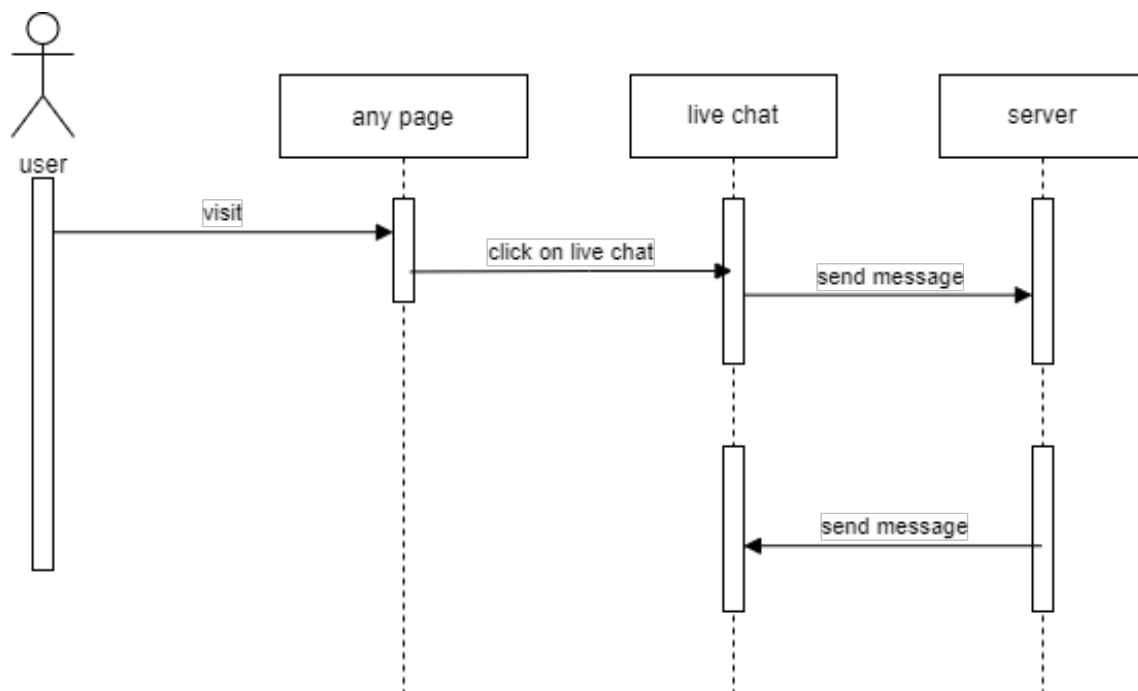 any page
live chat
server
user
visit
click on live chat
send message
send message